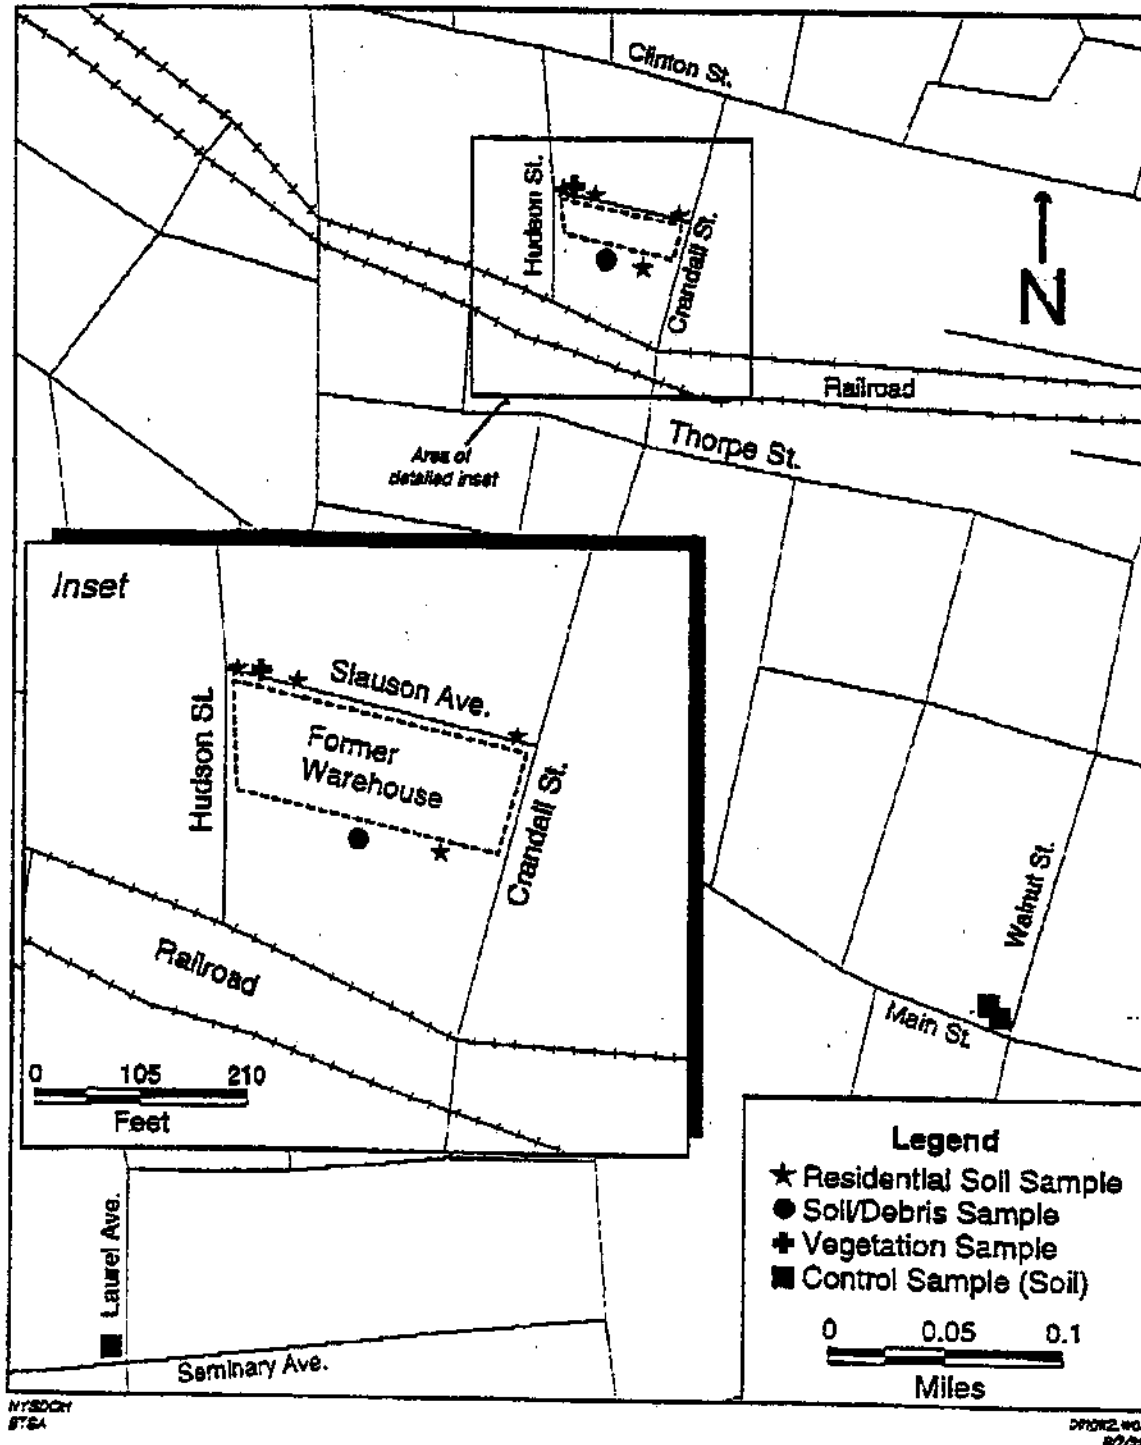 Clinton St.
Hudson St.
Crandall St.
N
Railroad
Thorpe St.
Area of
detailed inset
Inset
Slauson Ave.
Hudson St.
Former
Warehouse
Crandall St.
Railroad
0 105 210
Feet
Walnut St.
Main St.
Legend
Residential Soil Sample
Soil/Debris Sample
Vegetation Sample
Control Sample (Soil)
0 0.05 0.1
Miles
Laurel Ave.
Seminary Ave.
NYSDOH